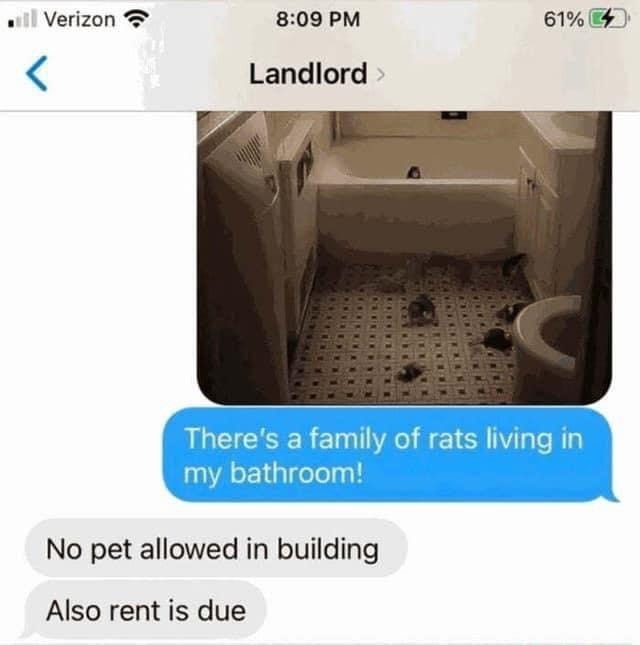 Verizon
8:09 PM
61%
Landlord
There's a family of rats living in
my bathroom!
No pet allowed in building
Also rent is due